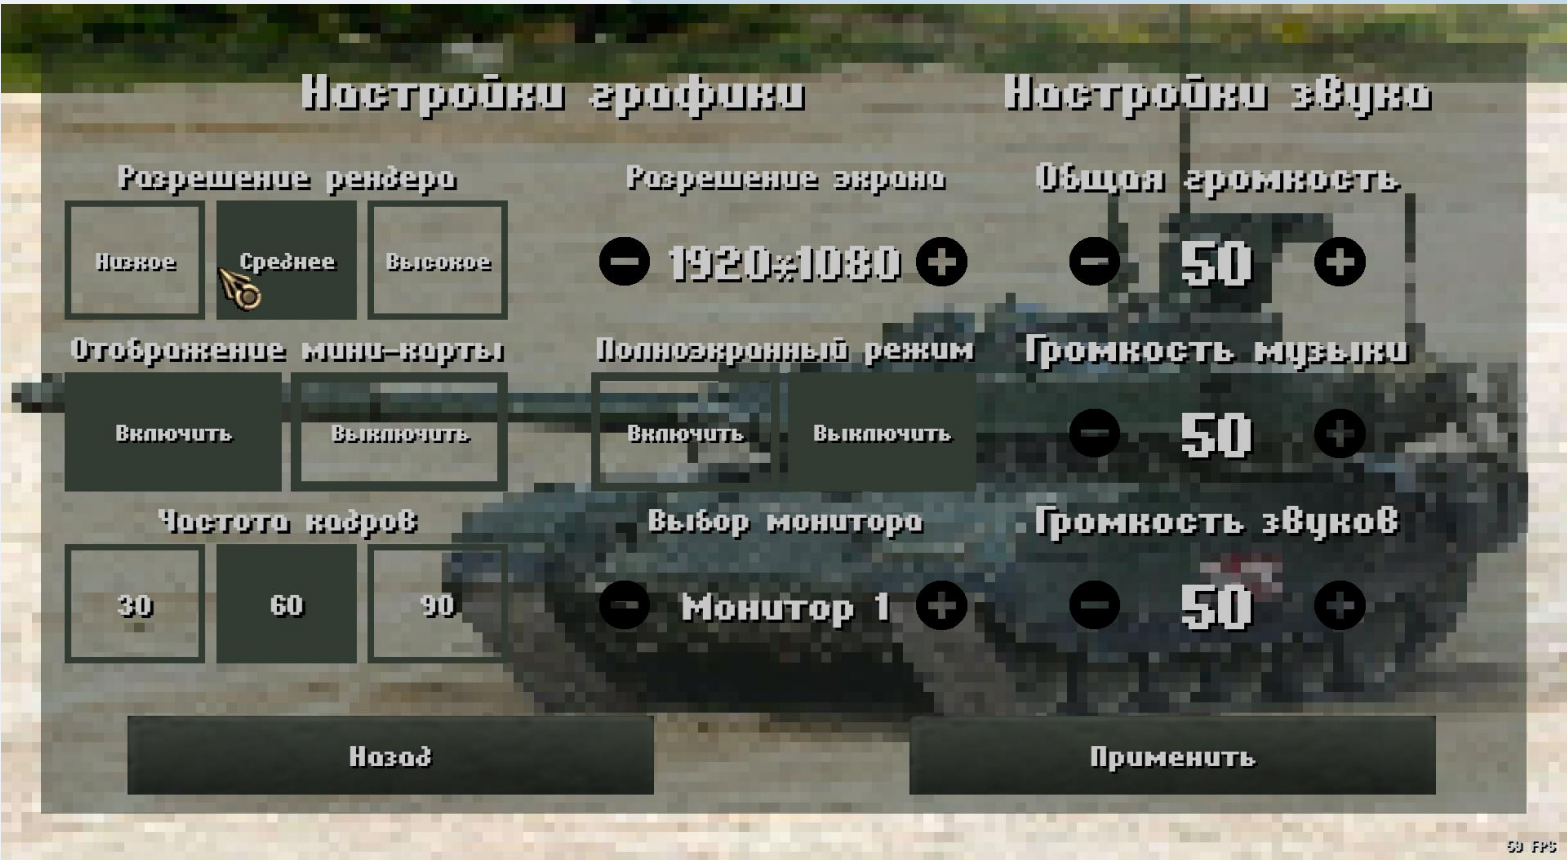 Настройки графики
Настройки звука
Разрешение рендера
Разрешение экрана
Общая громкость
Низкое
Среднее
Высокое
1920x1080
50
Отображение мини-карты
Полноэкранный режим
Громкость музыки
Включить
Выключить
Включить
Выключить
50
Частота кадров
Выбор монитора
Громкость звуков
30
60
90
Монитор 1
50
Назад
Применить
59 FPS